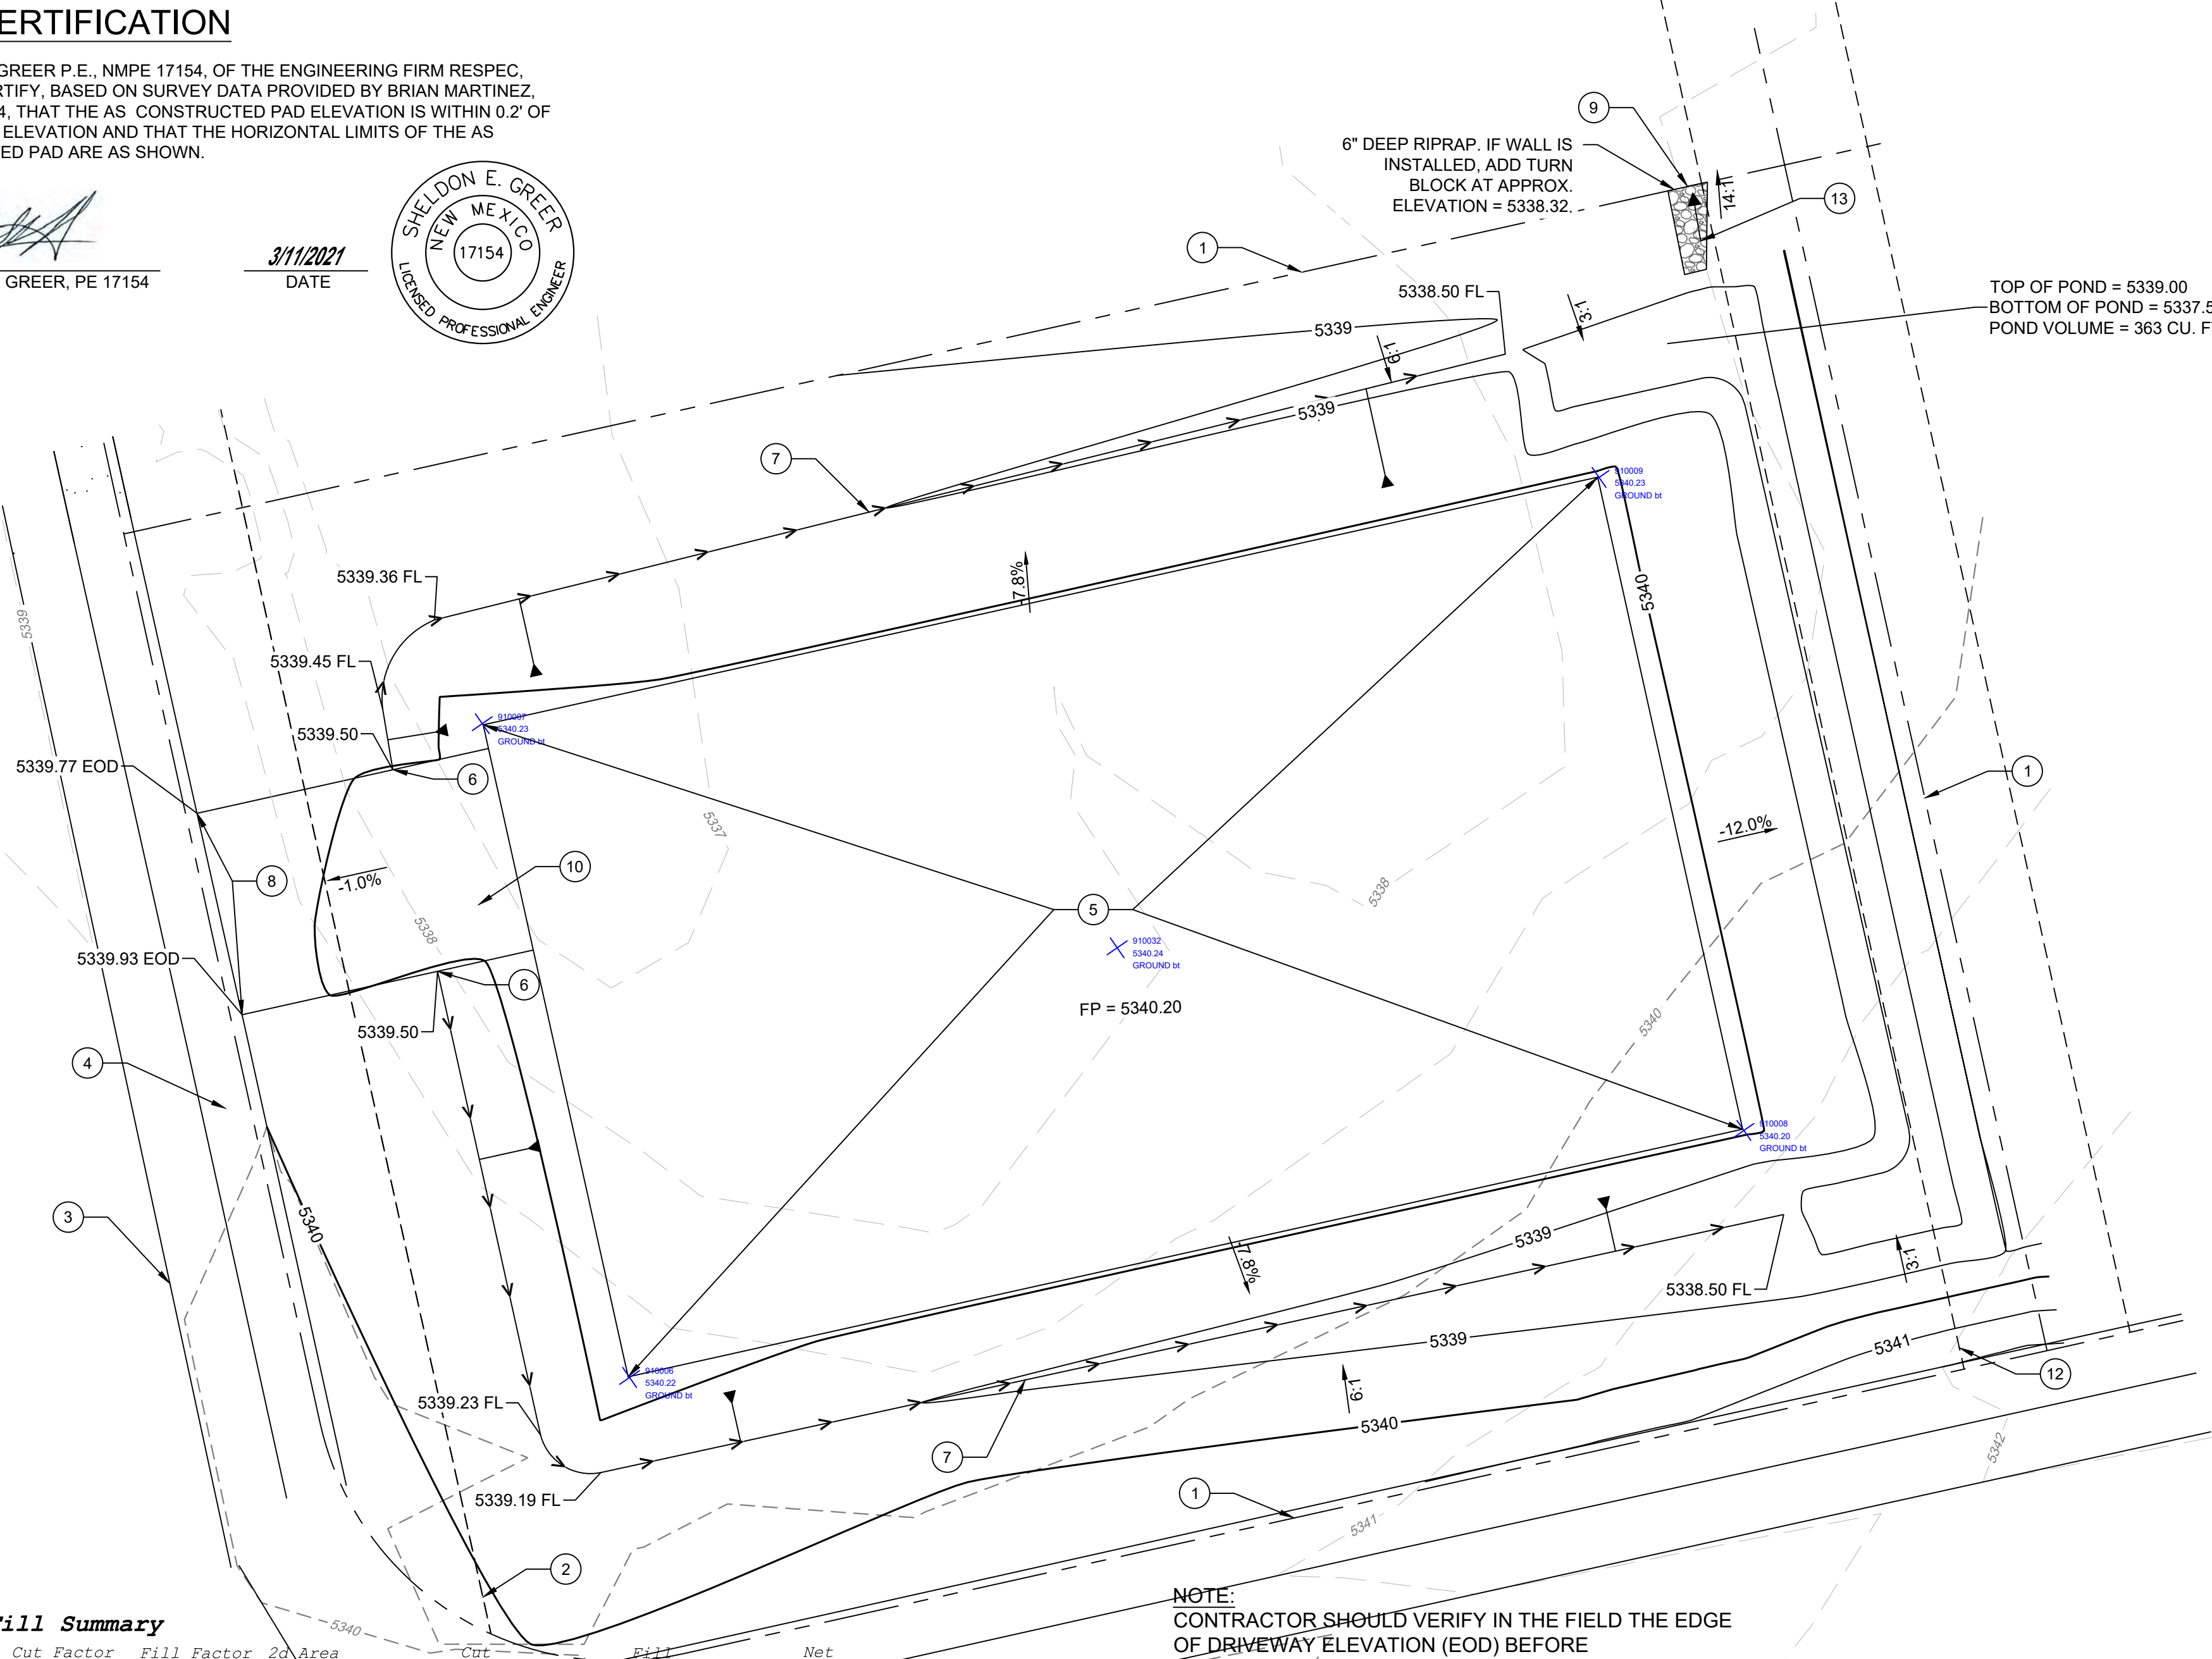 ERTIFICATION
GREER P.E., NMPE 17154, OF THE ENGINEERING FIRM RESPEC,
RTIFY, BASED ON SURVEY DATA PROVIDED BY BRIAN MARTINEZ,
4, THAT THE AS CONSTRUCTED PAD ELEVATION IS WITHIN 0.2' OF
ELEVATION AND THAT THE HORIZONTAL LIMITS OF THE AS
ED PAD ARE AS SHOWN.
GREER, PE 17154
3/11/2021
DATE
SHELDON E. GREER
NEW MEXICO
17154
LICENSED PROFESSIONAL ENGINEER
9
6" DEEP RIPRAP. IF WALL IS
INSTALLED, ADD TURN
BLOCK AT APPROX.
ELEVATION = 5338.32.
14:1
13
1
5338.50 FL
3:1
TOP OF POND = 5339.00
BOTTOM OF POND = 5337.5
POND VOLUME = 363 CU. F
5339
6:1
5339
7
910009
5340.23
GROUND bt
5339.36 FL
-7.8%
5340
5339
5339.45 FL
910007
5340.23
GROUND bt
5339.50
5339.77 EOD
6
1
5337
-12.0%
10
8
-1.0%
5338
5338
5
910032
5340.24
GROUND bt
5339.93 EOD
6
FP = 5340.20
5339.50
5340
4
910008
5340.20
GROUND bt
3
5340
5339
-7.8%
3:1
5338.50 FL
5339
5341
12
910006
5340.22
GROUND bt
6:1
5339.23 FL
5340
7
5342
5339.19 FL
1
5341
2
NOTE:
CONTRACTOR SHOULD VERIFY IN THE FIELD THE EDGE
OF DRIVEWAY ELEVATION (EOD) BEFORE
5340
Fill Summary
Cut Factor Fill Factor 2d Area Cut Fill Net